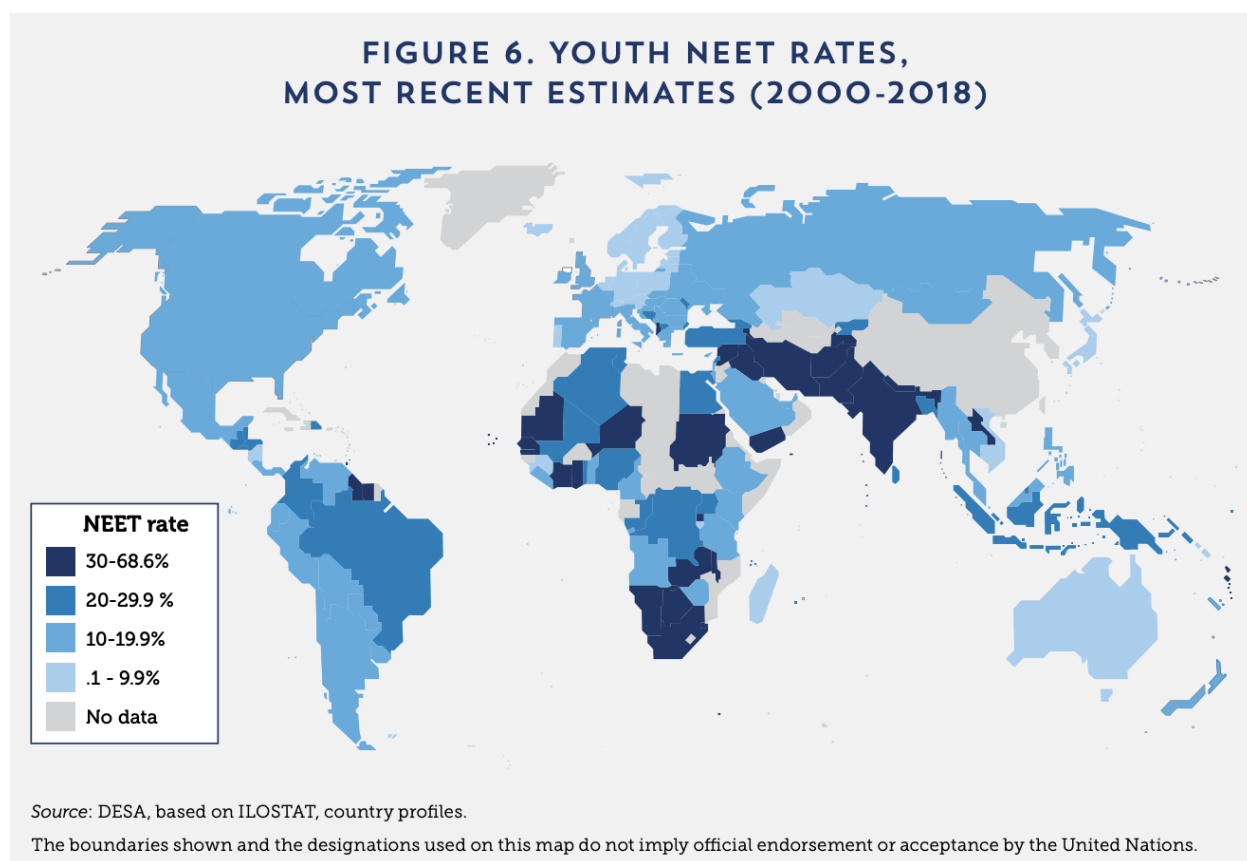 FIGURE 6. YOUTH NEET RATES,
MOST RECENT ESTIMATES (2000-2018)
NEET rate
30-68.6%
20-29.9 %
10-19.9%
.1 - 9.9%
No data
Source: DESA, based on ILOSTAT, country profiles.
The boundaries shown and the designations used on this map do not imply official endorsement or acceptance by the United Nations.